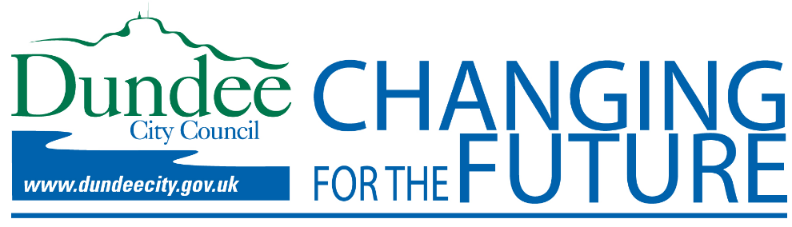 Dundee
City Council
www.dundeecity.gov.uk
CHANGING
FOR THE FUTURE